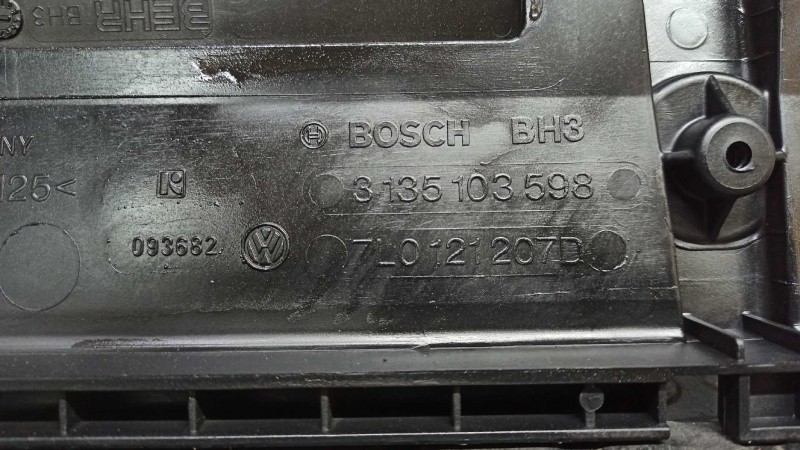 BEHR BH3
BOSCH BH3
NY
125<
3 135 103 598
093682
7L0 121 207D